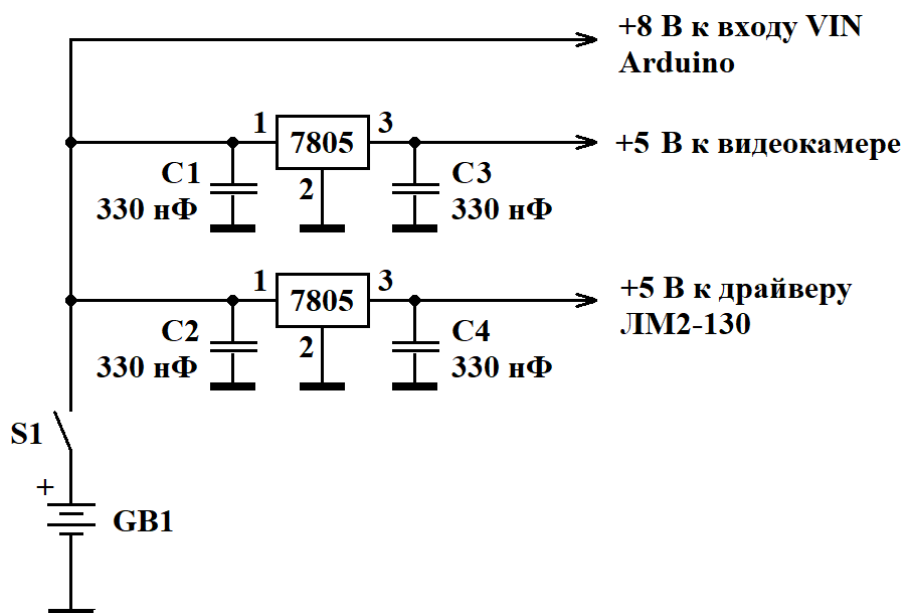 +8 В к входу VIN
Arduino
1
7805
3
+5 В к видеокамере
C1
2
C3
330 нФ
330 нФ
1
7805
3
+5 В к драйверу
ЛМ2-130
C2
2
C4
330 нФ
330 нФ
S1
+
GB1